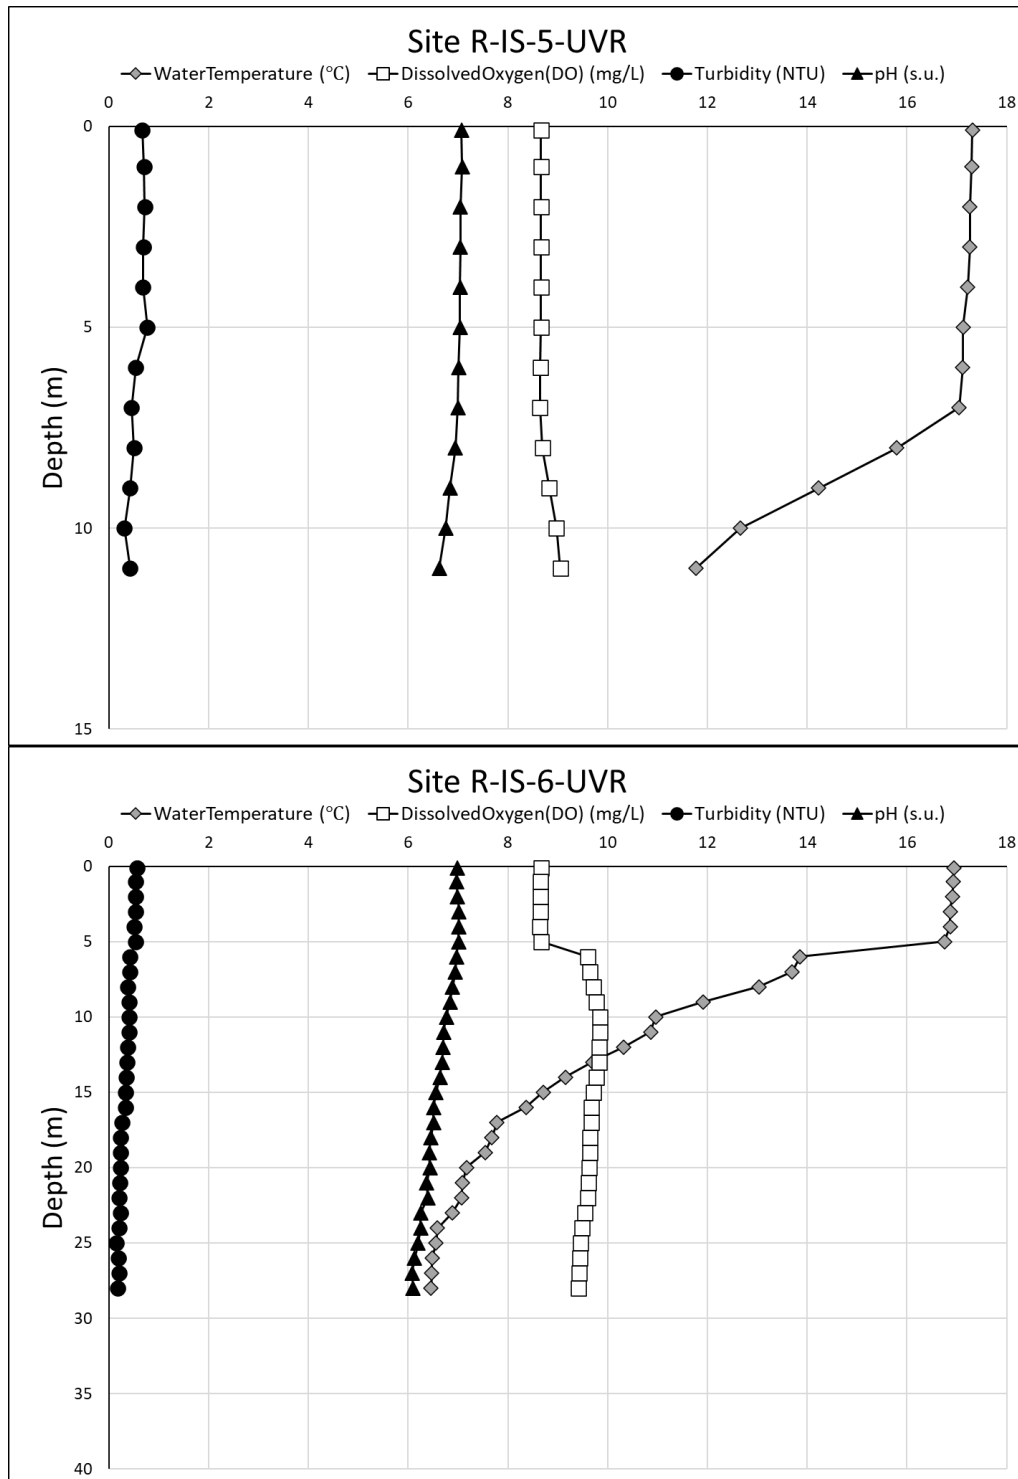 Site R-IS-5-UVR
WaterTemperature (°C) DissolvedOxygen(DO) (mg/L) Turbidity (NTU) pH (s.u.)
0 2 4 6 8 10 12 14 16 18
0
5
10
15
Depth (m)
Site R-IS-6-UVR
WaterTemperature (°C) DissolvedOxygen(DO) (mg/L) Turbidity (NTU) pH (s.u.)
0 2 4 6 8 10 12 14 16 18
0
5
10
15
20
25
30
35
40
Depth (m)